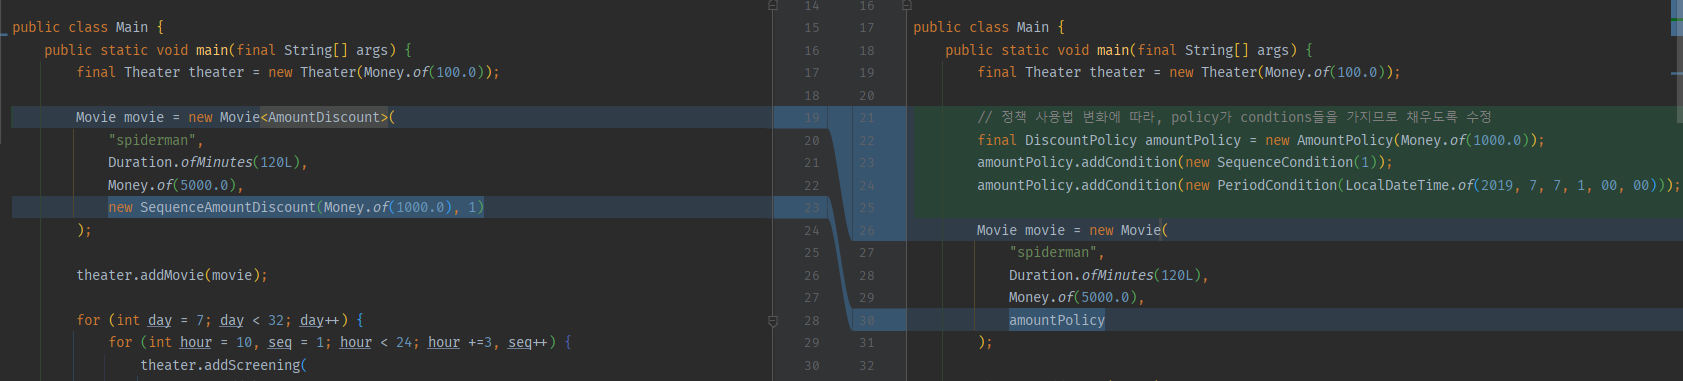 14
15
16
17
18
19
20
21
22
23
24
25
26
27
28
29
30
public class Main {
public static void main(final String[] args) {
final Theater theater = new Theater(Money.of(100.0));
Movie movie = new Movie<AmountDiscount>(
"spiderman",
Duration.ofMinutes(120L),
Money.of(5000.0),
new SequenceAmountDiscount(Money.of(1000.0), 1)
);
theater.addMovie(movie);
for (int day = 7; day < 32; day++) {
for (int hour = 10, seq = 1; hour < 24; hour +=3, seq++) {
theater.addScreening(
16
17
18
19
20
21
22
23
24
25
26
27
28
29
30
31
32
public class Main {
public static void main(final String[] args) {
final Theater theater = new Theater(Money.of(100.0));
// 정책 사용법 변화에 따라, policy가 condtions들을 가지므로 채우도록 수정
final DiscountPolicy amountPolicy = new AmountPolicy(Money.of(1000.0));
amountPolicy.addCondition(new SequenceCondition(1));
amountPolicy.addCondition(new PeriodCondition(LocalDateTime.of(2019, 7, 7, 1, 00, 00)));
Movie movie = new Movie(
"spiderman",
Duration.ofMinutes(120L),
Money.of(5000.0),
amountPolicy
);